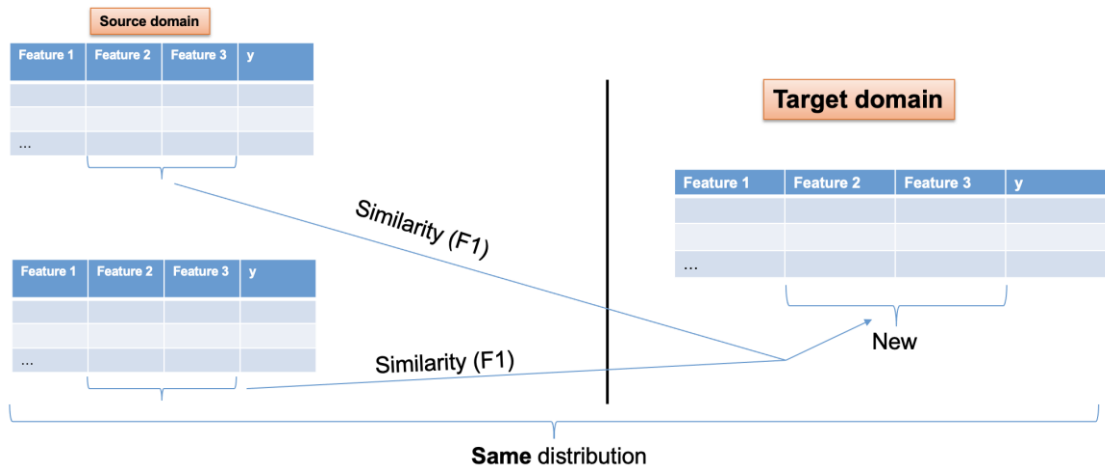 Source domain
Feature 1 Feature 2 Feature 3 y
...
Similarity (F1)
Feature 1 Feature 2 Feature 3 y
...
Similarity (F1)
Target domain
Feature 1 Feature 2 Feature 3 y
...
New
Same distribution